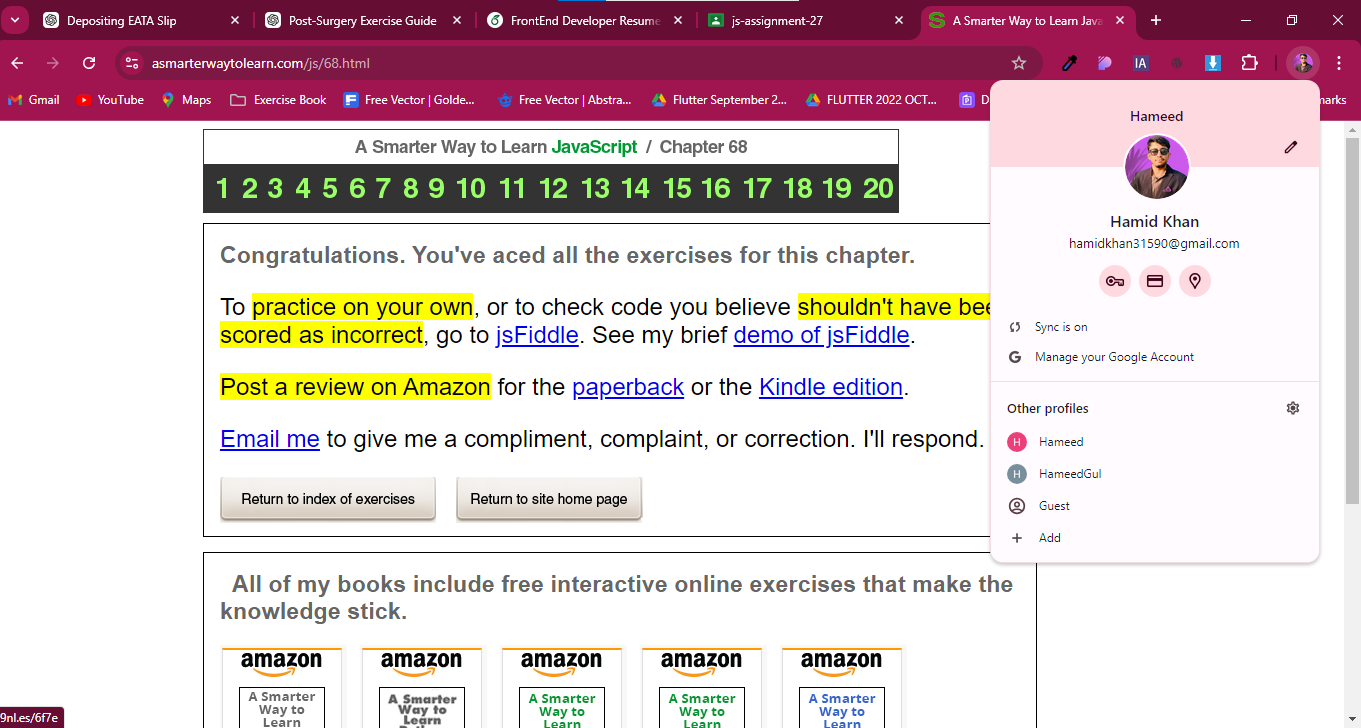 Depositing EATA Slip
Post-Surgery Exercise Guide
FrontEnd Developer Resume
js-assignment-27
A Smarter Way to Learn Java
asmarterwaytolearn.com/js/68.html
IA
Gmail
YouTube
Maps
Exercise Book
Free Vector | Golde...
Free Vector | Abstra...
Flutter September 2...
FLUTTER 2022 OCT...
D
marks
A Smarter Way to Learn JavaScript / Chapter 68
1 2 3 4 5 6 7 8 9 10 11 12 13 14 15 16 17 18 19 20
Congratulations. You've aced all the exercises for this chapter.
To practice on your own, or to check code you believe shouldn't have bee
scored as incorrect, go to jsFiddle. See my brief demo of jsFiddle.
Post a review on Amazon for the paperback or the Kindle edition.
Email me to give me a compliment, complaint, or correction. I'll respond.
Return to index of exercises
Return to site home page
All of my books include free interactive online exercises that make the
knowledge stick.
amazon amazon amazon amazon amazon
A Smarter A Smarter A Smarter A Smarter A Smarter
Way to Way to Way to Way to Way to
Learn Learn Learn Learn Learn
9nl.es/6f7e
Hameed
Hamid Khan
hamidkhan31590@gmail.com
Sync is on
Manage your Google Account
Other profiles
H Hameed
H HameedGul
Guest
Add